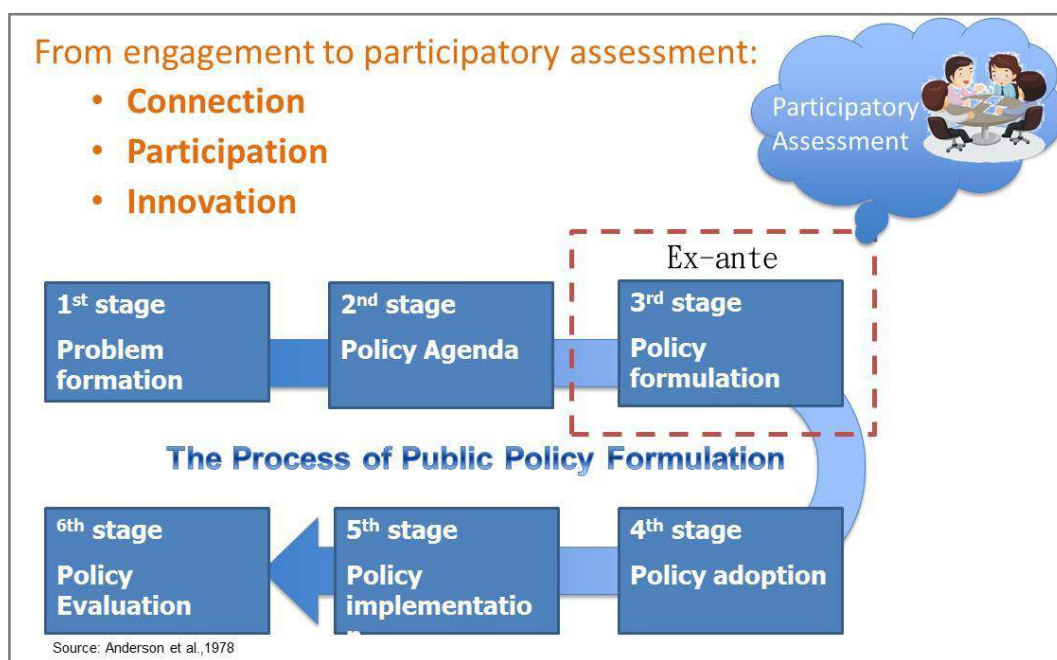 From engagement to participatory assessment:
• Connection
• Participation
• Innovation
Participatory
Assessment
Ex-ante
1st stage
Problem
formation
2nd stage
Policy Agenda
3rd stage
Policy
formulation
The Process of Public Policy Formulation
6th stage
Policy
Evaluation
5th stage
Policy
implementatio
n
4th stage
Policy adoption
Source: Anderson et al.,1978